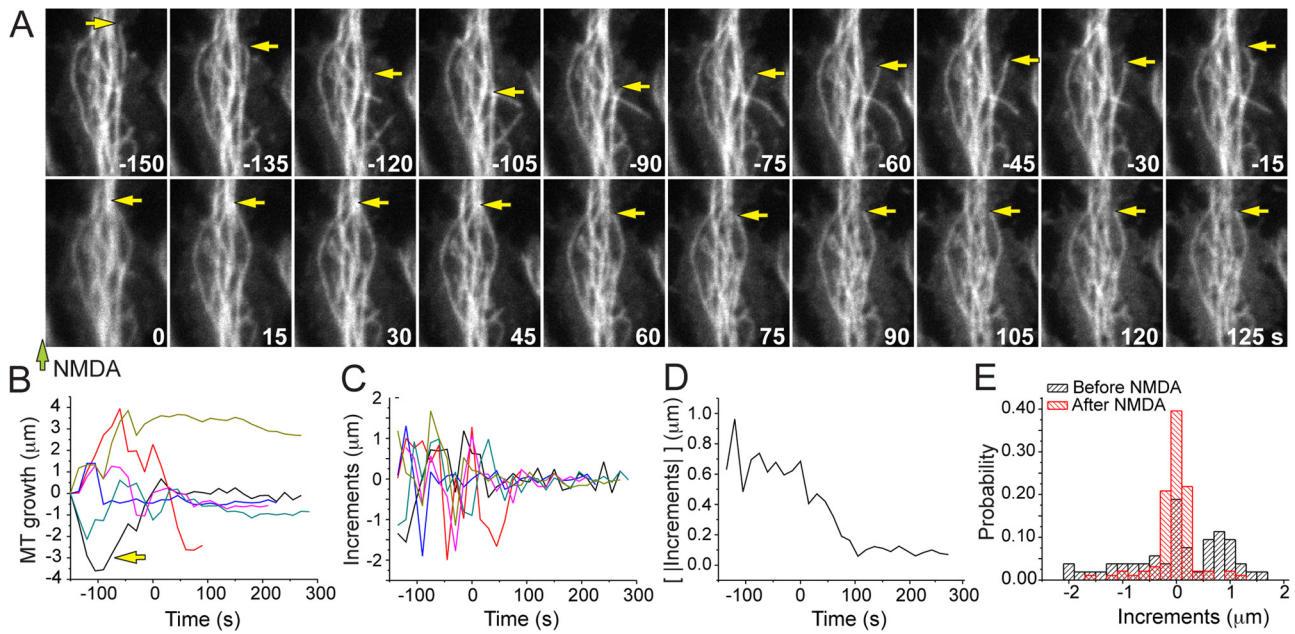 A
-150 -135 -120 -105 -90 -75 -60 -45 -30 -15
0 15 30 45 60 75 90 105 120 125 s
NMDA
B C D E
4
3
2
1
0
-1
-2
-3
-4
MT growth (μm)
-100 0 100 200 300
Time (s)
2
1
0
-1
-2
Increments (μm)
-100 0 100 200 300
Time (s)
1.0
0.8
0.6
0.4
0.2
0.0
[ |Increments| ] (μm)
-100 0 100 200 300
Time (s)
Before NMDA
After NMDA
0.40
0.30
0.20
0.10
0.00
Probability
-2 -1 0 1 2
Increments (μm)